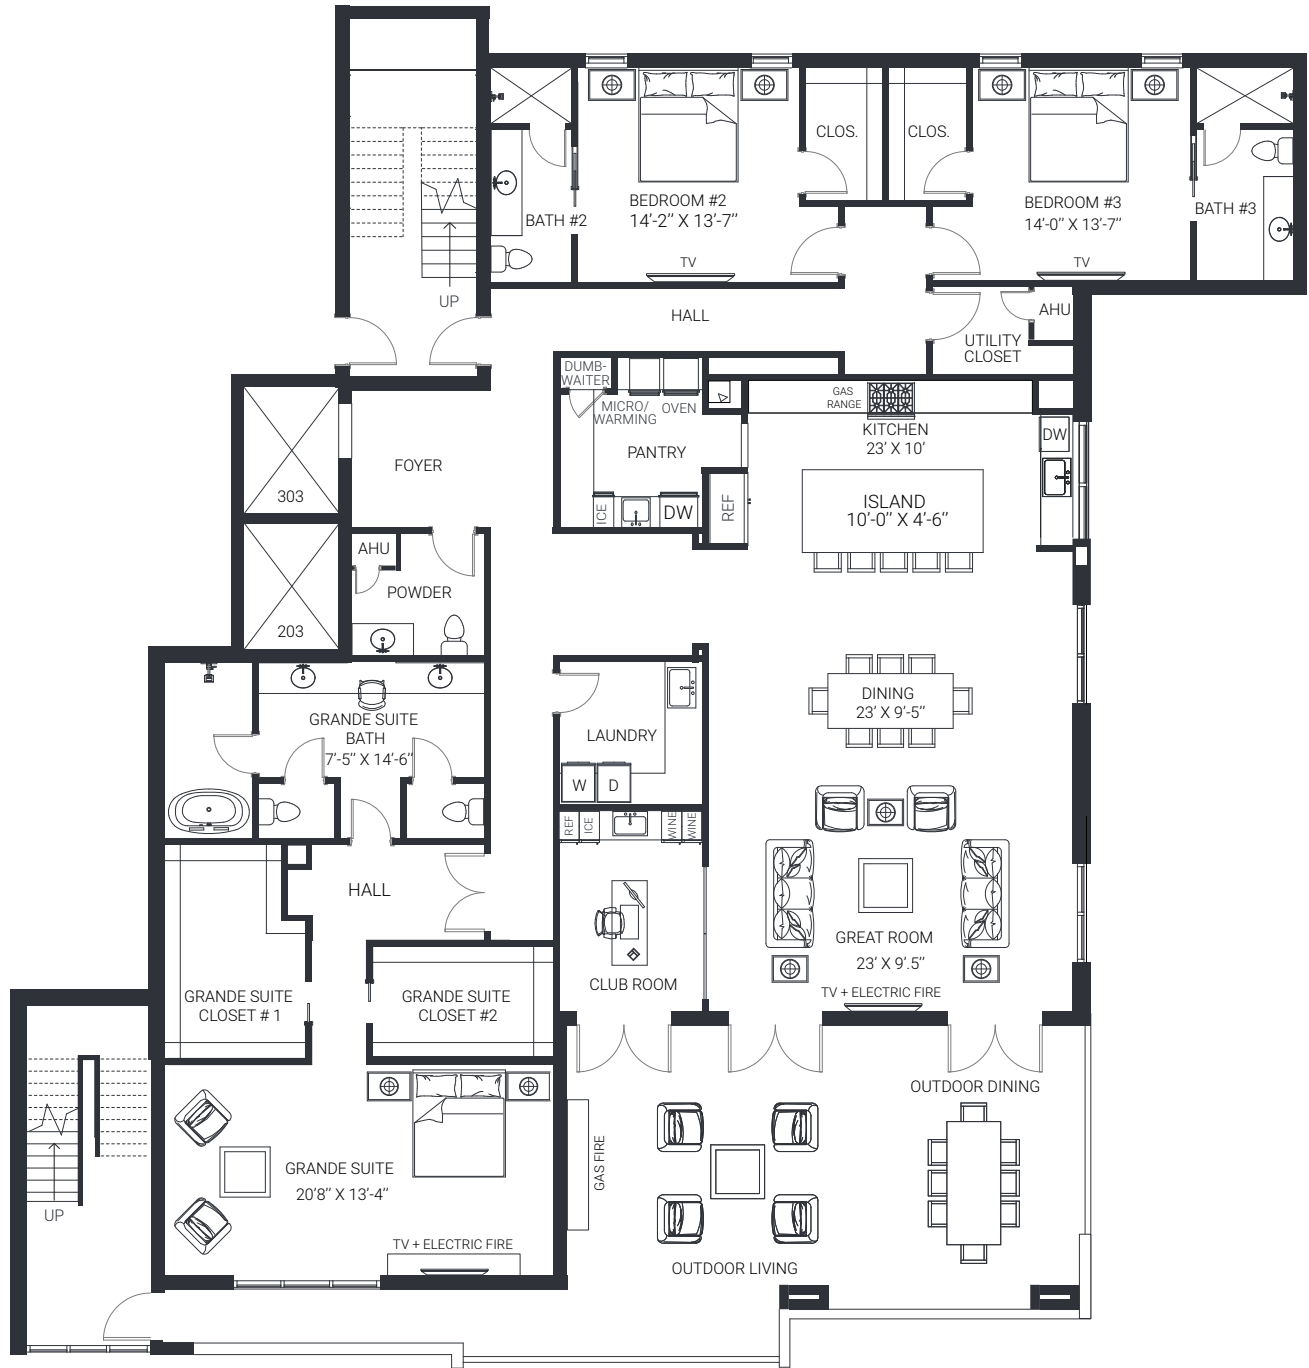 CLOS.
CLOS.
BEDROOM #2
14'-2" X 13'-7"
BATH #2
TV
BEDROOM #3
14'-0" X 13'-7"
BATH #3
TV
UP
HALL
AHU
UTILITY
CLOSET
DUMB-
WAITER
MICRO/
WARMING
OVEN
PANTRY
ICE
DW
REF
GAS
RANGE
KITCHEN
23' X 10'
DW
ISLAND
10'-0" X 4'-6"
FOYER
303
203
AHU
POWDER
GRANDE SUITE
BATH
7'-5" X 14'-6"
LAUNDRY
W
D
DINING
23' X 9'-5"
REF
ICE
WINE
WINE
HALL
CLUB ROOM
GREAT ROOM
23' X 9'.5"
TV + ELECTRIC FIRE
GRANDE SUITE
CLOSET # 1
GRANDE SUITE
CLOSET #2
OUTDOOR DINING
GAS FIRE
GRANDE SUITE
20'8" X 13'-4"
UP
TV + ELECTRIC FIRE
OUTDOOR LIVING